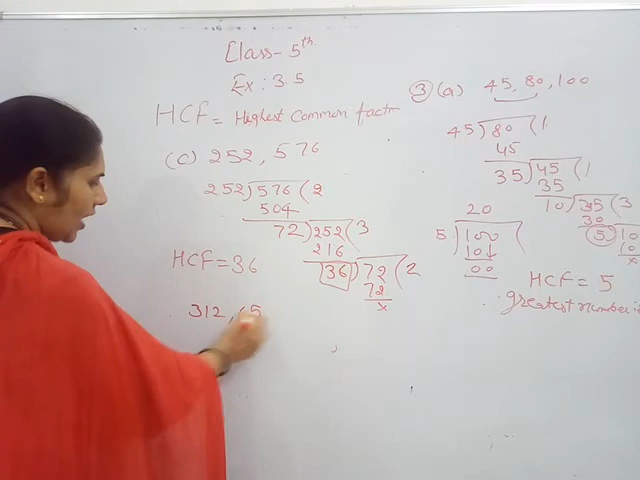 Class - 5th.
Ex : 3.5
HCF = Highest Common factr
(c) 252, 576
252)576(2
504
72)252(3
216
36)72(2
72
x
HCF = 36
312,
3 (a) 45, 80, 100
45)80(1
45
35)45(1
35
10)35(3
30
5)10
10
x
20
5)100(
10↓
00
HCF = 5
greatest number i